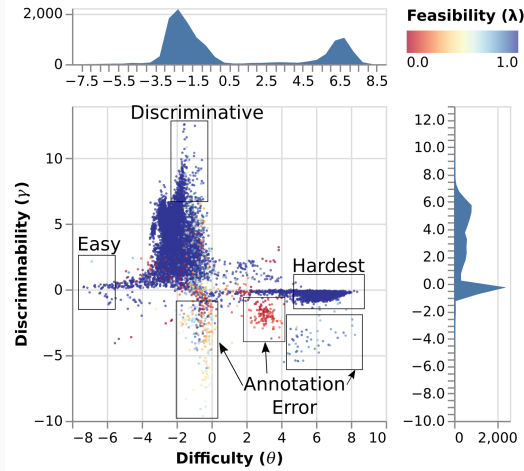 2,000
0
−7.5 −5.5 −3.5 −1.5 0.5 2.5 4.5 6.5 8.5
Feasibility (λ)
0.0 1.0
Discriminative
Easy
Hardest
Annotation
Error
10
5
0
−5
−10
Discriminability (γ)
−8 −6 −4 −2 0 2 4 6 8 10
Difficulty (θ)
12.0
10.0
8.0
6.0
4.0
2.0
0.0
−2.0
−4.0
−6.0
−8.0
−10.0
0 2,000